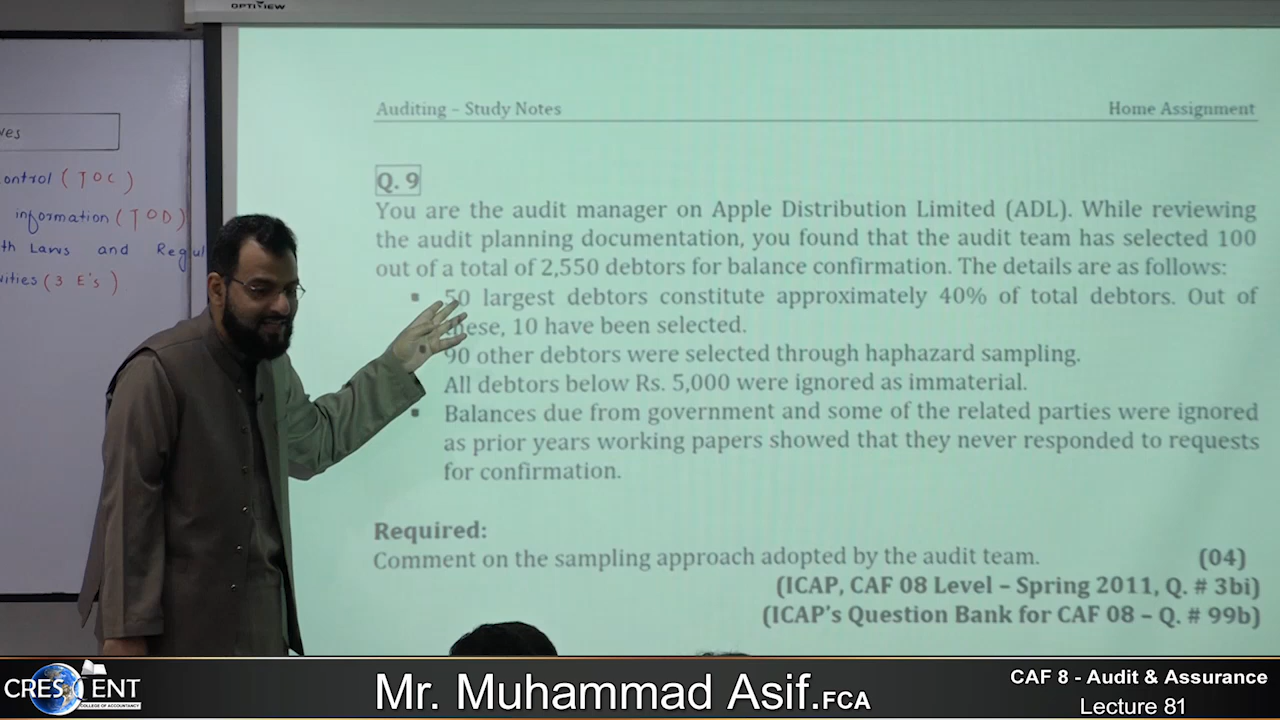 OPTIVIEW
ves
ontrol (TOC)
information (TOD)
th Laws and Regul
vities (3 E's)
Auditing – Study Notes
Home Assignment
Q. 9
You are the audit manager on Apple Distribution Limited (ADL). While reviewing
the audit planning documentation, you found that the audit team has selected 100
out of a total of 2,550 debtors for balance confirmation. The details are as follows:
▪ 50 largest debtors constitute approximately 40% of total debtors. Out of
these, 10 have been selected.
▪ 90 other debtors were selected through haphazard sampling.
All debtors below Rs. 5,000 were ignored as immaterial.
▪ Balances due from government and some of the related parties were ignored
as prior years working papers showed that they never responded to requests
for confirmation.
Required:
Comment on the sampling approach adopted by the audit team. (04)
(ICAP, CAF 08 Level – Spring 2011, Q. # 3bi)
(ICAP's Question Bank for CAF 08 – Q. # 99b)
CRESCENT
COLLEGE OF ACCOUNTANCY
Mr. Muhammad Asif.FCA
CAF 8 - Audit & Assurance
Lecture 81